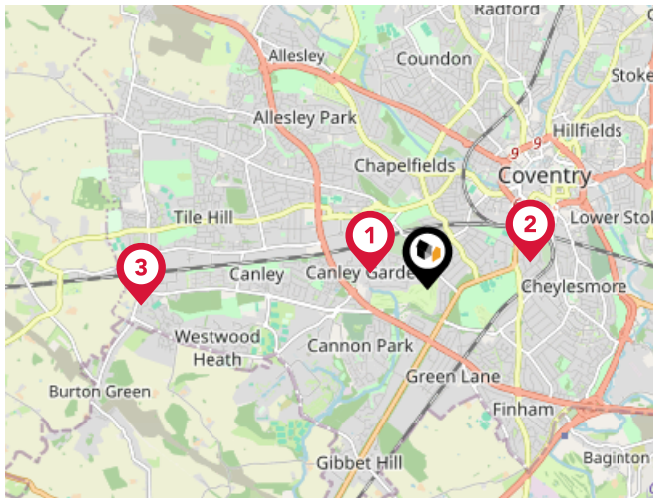 Radford
Allesley
Coundon
Stoke
Allesley Park
Hillfields
9
9
Chapelfields
Coventry
Tile Hill
1
2
Lower Stol
3
Canley
Canley Garde
Cheylesmore
Westwood
Heath
Cannon Park
Green Lane
Burton Green
Finham
Gibbet Hill
Baginton